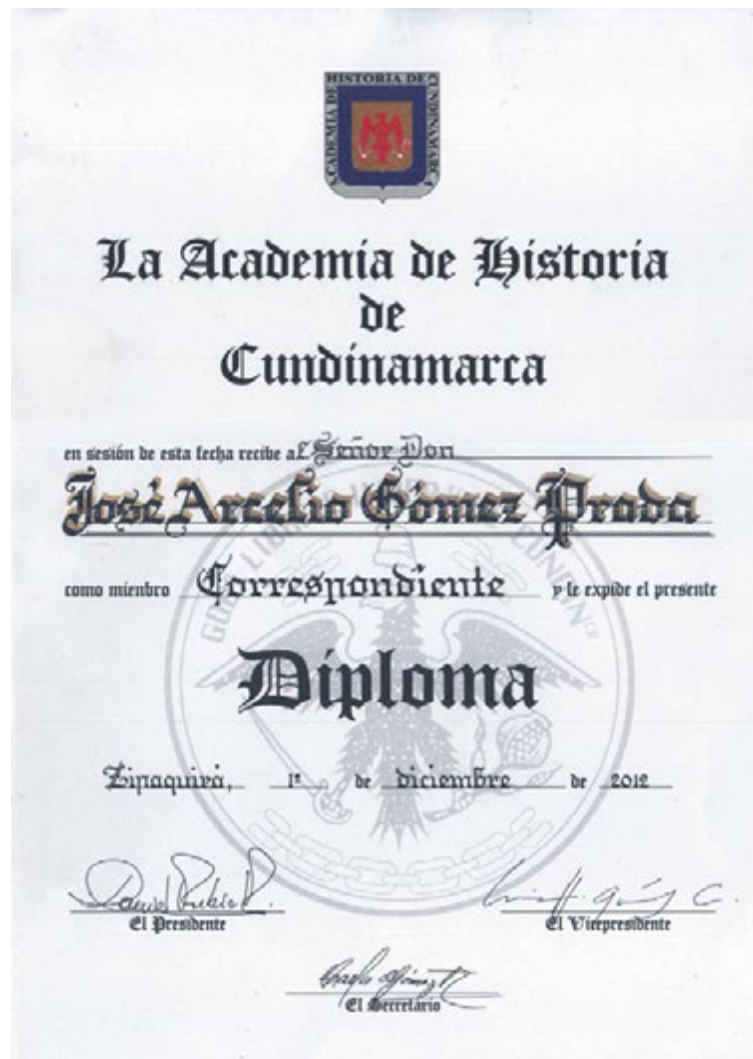 ACADEMIA DE HISTORIA DE CUNDINAMARCA
La Academia de Historia
de
Cundinamarca
en sesión de esta fecha recibe al Señor Don
José Arcelio Gómez Prada
como miembro Correspondiente y le expide el presente
Diploma
Zipaquirá, 1º de diciembre de 2012
El Presidente
El Vicepresidente
El Secretario